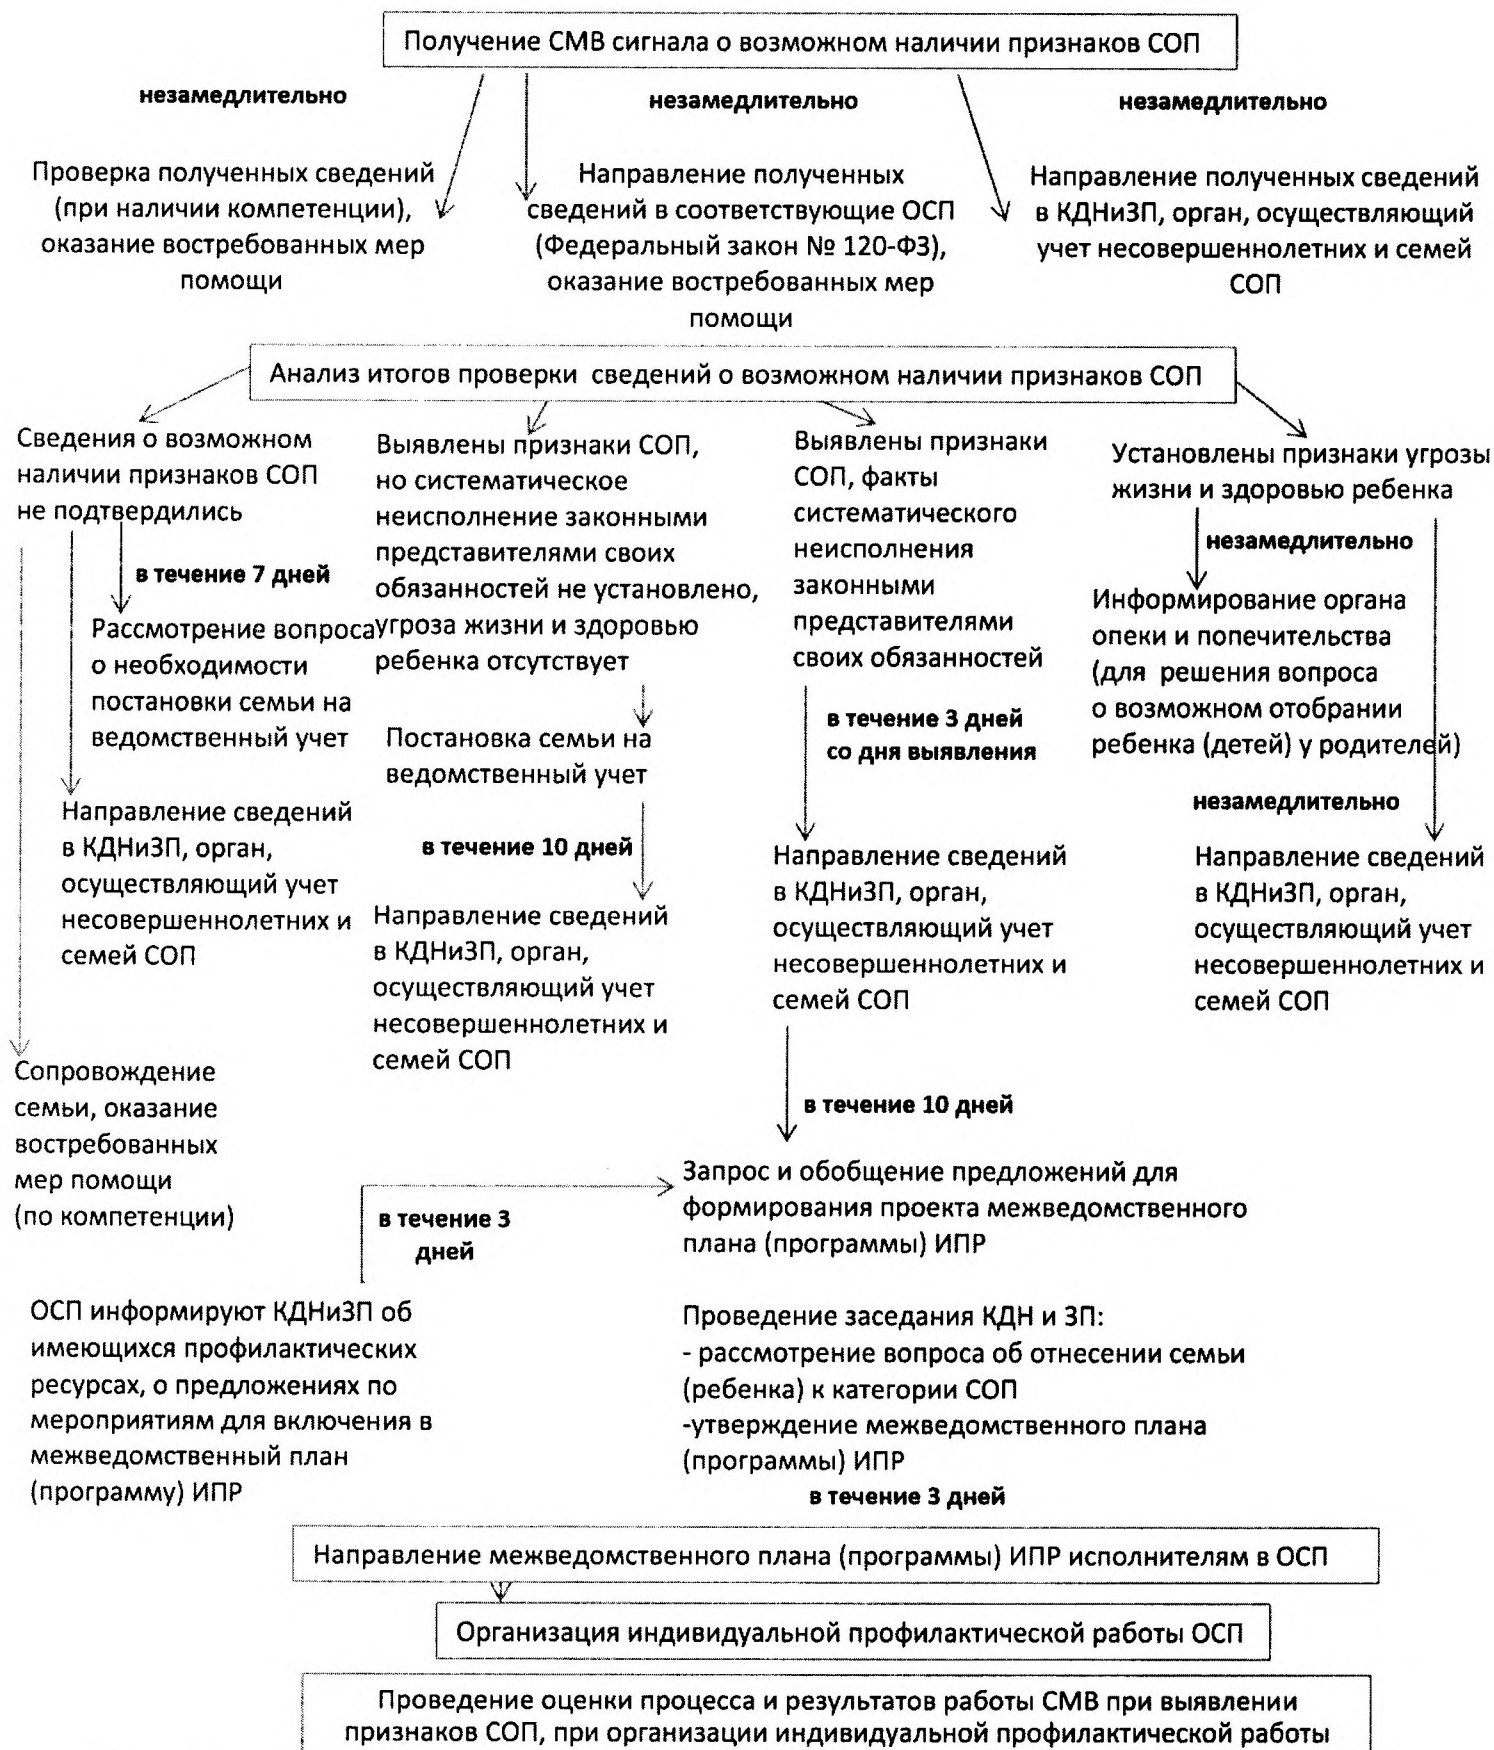 Получение СМВ сигнала о возможном наличии признаков СОП
незамедлительно
незамедлительно
незамедлительно
Проверка полученных сведений
(при наличии компетенции),
оказание востребованных мер
помощи
Направление полученных
сведений в соответствующие ОСП
(Федеральный закон № 120-ФЗ),
оказание востребованных мер
помощи
Направление полученных сведений
в КДНиЗП, орган, осуществляющий
учет несовершеннолетних и семей
СОП
Анализ итогов проверки сведений о возможном наличии признаков СОП
Сведения о возможном
наличии признаков СОП
не подтвердились
в течение 7 дней
Рассмотрение вопроса
о необходимости
постановки семьи на
ведомственный учет
Направление сведений
в КДНиЗП, орган,
осуществляющий учет
несовершеннолетних и
семей СОП
Сопровождение
семьи, оказание
востребованных
мер помощи
(по компетенции)
Выявлены признаки СОП,
но систематическое
неисполнение законными
представителями своих
обязанностей не установлено,
угроза жизни и здоровью
ребенка отсутствует
Постановка семьи на
ведомственный учет
в течение 10 дней
Направление сведений
в КДНиЗП, орган,
осуществляющий учет
несовершеннолетних и
семей СОП
Выявлены признаки
СОП, факты
систематического
неисполнения
законными
представителями
своих обязанностей
в течение 3 дней
со дня выявления
Направление сведений
в КДНиЗП, орган,
осуществляющий учет
несовершеннолетних и
семей СОП
в течение 10 дней
Установлены признаки угрозы
жизни и здоровью ребенка
незамедлительно
Информирование органа
опеки и попечительства
(для решения вопроса
о возможном отобрании
ребенка (детей) у родителей)
незамедлительно
Направление сведений
в КДНиЗП, орган,
осуществляющий учет
несовершеннолетних и
семей СОП
Запрос и обобщение предложений для
формирования проекта межведомственного
плана (программы) ИПР
в течение 3
дней
ОСП информируют КДНиЗП об
имеющихся профилактических
ресурсах, о предложениях по
мероприятиям для включения в
межведомственный план
(программу) ИПР
Проведение заседания КДН и ЗП:
- рассмотрение вопроса об отнесении семьи
(ребенка) к категории СОП
-утверждение межведомственного плана
(программы) ИПР
в течение 3 дней
Направление межведомственного плана (программы) ИПР исполнителям в ОСП
Организация индивидуальной профилактической работы ОСП
Проведение оценки процесса и результатов работы СМВ при выявлении
признаков СОП, при организации индивидуальной профилактической работы